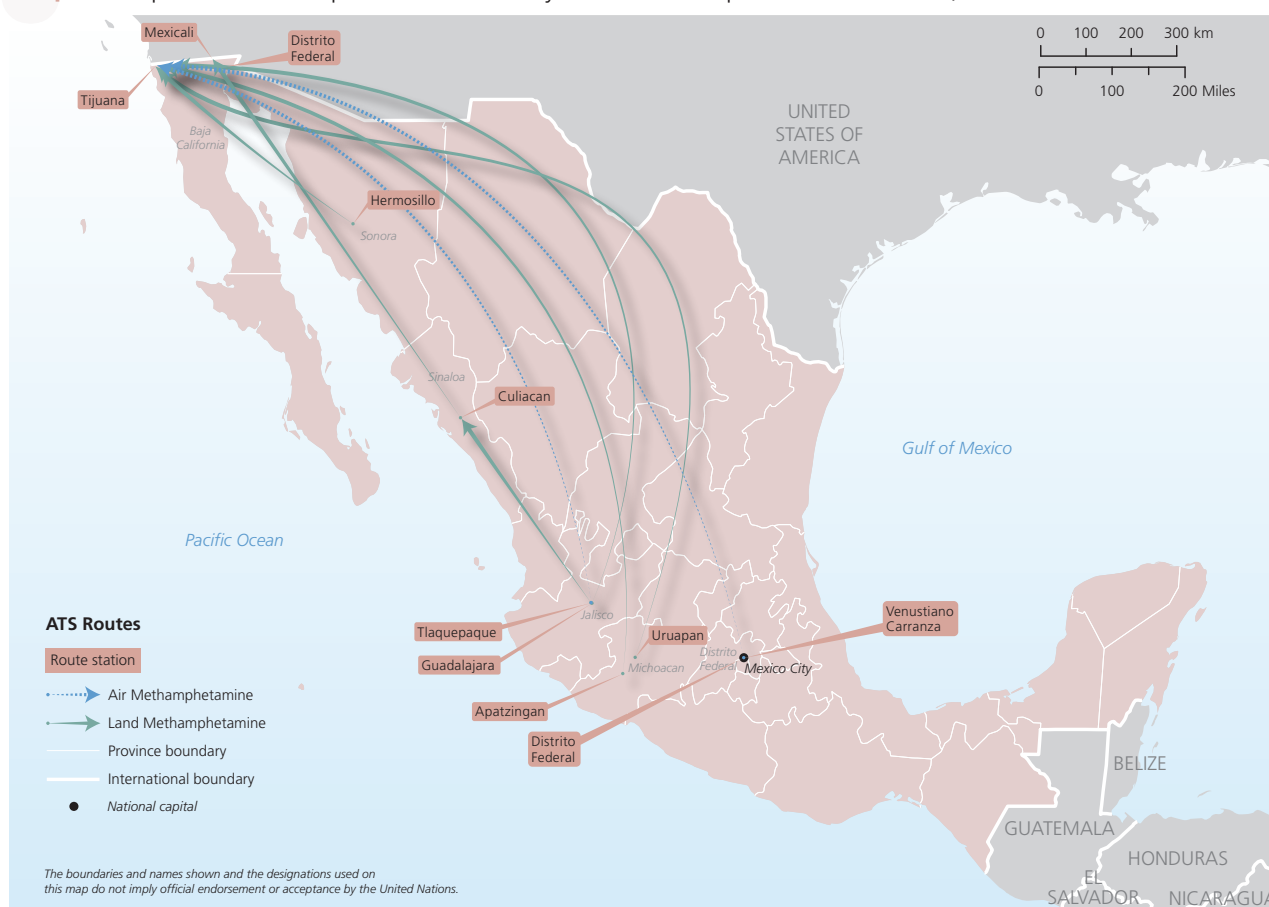 Mexicali
Distrito
Federal
Tijuana
0 100 200 300 km
0 100 200 Miles
UNITED
STATES OF
AMERICA
Baja
California
Hermosillo
Sonora
Sinaloa
Culiacan
Gulf of Mexico
Pacific Ocean
Jalisco
Tlaquepaque
Guadalajara
Uruapan
Michoacan
Apatzingan
Distrito
Federal
Mexico City
Venustiano
Carranza
Distrito
Federal
BELIZE
GUATEMALA
HONDURAS
EL
SALVADOR
NICARAGUA
ATS Routes
Route station
Air Methamphetamine
Land Methamphetamine
Province boundary
International boundary
National capital
The boundaries and names shown and the designations used on
this map do not imply official endorsement or acceptance by the United Nations.